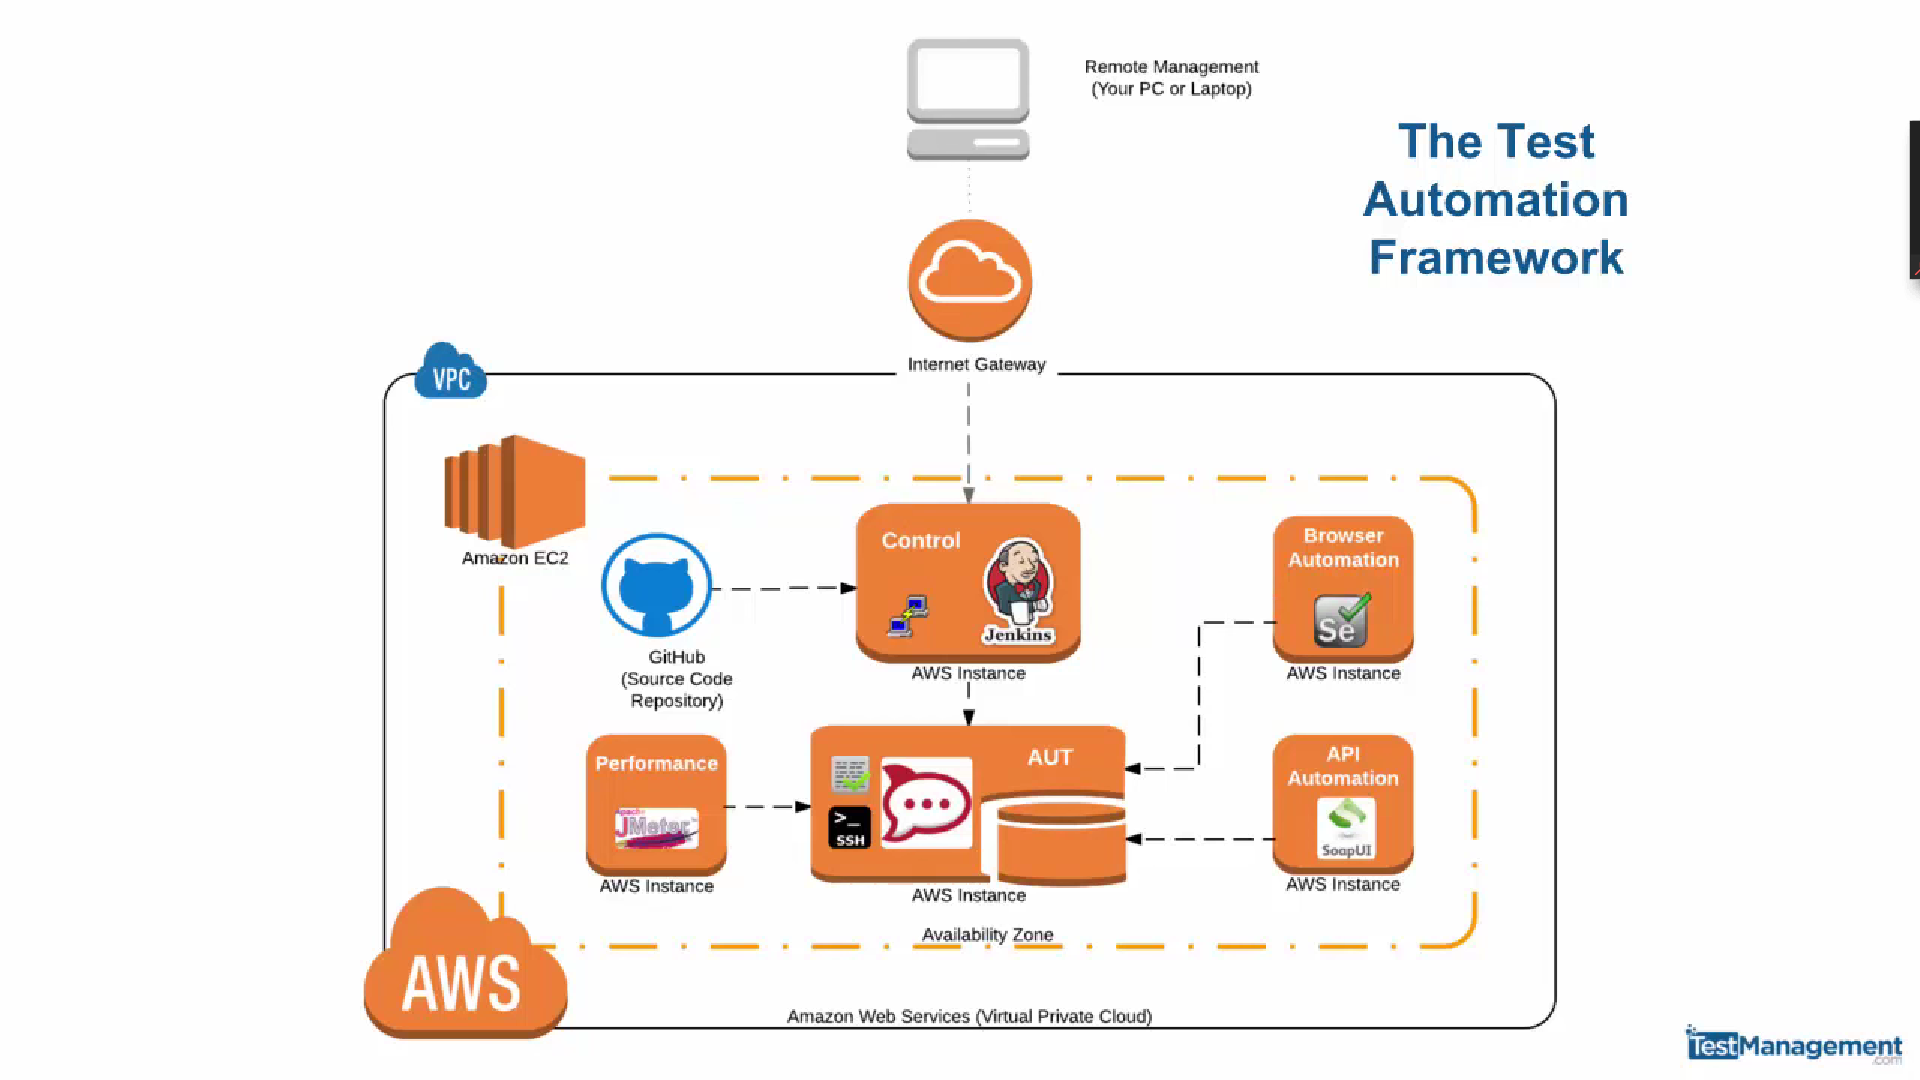 Remote Management
(Your PC or Laptop)
The Test
Automation
Framework
Internet Gateway
VPC
Amazon EC2
Control
Jenkins
AWS Instance
GitHub
(Source Code
Repository)
Browser
Automation
Se
AWS Instance
Performance
Apache
JMeter
AWS Instance
AUT
>_
SSH
AWS Instance
API
Automation
SoapUI
AWS Instance
Availability Zone
AWS
Amazon Web Services (Virtual Private Cloud)
TestManagement
.com